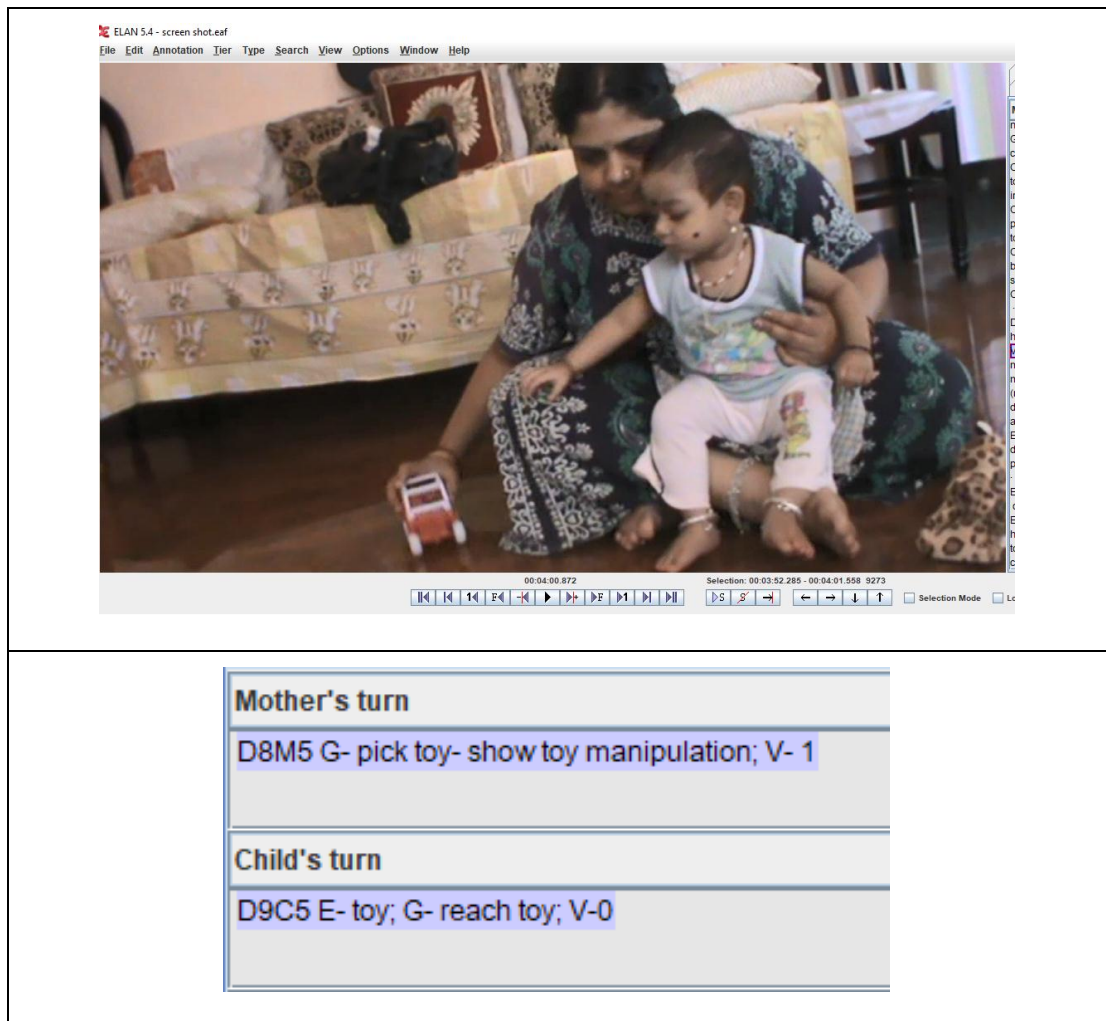 ELAN 5.4 - screen shot.eaf
File Edit Annotation Tier Type Search View Options Window Help
00:04:00.872
Selection: 00:03:52.285 - 00:04:01.558 9273
Selection Mode
Mother's turn
D8M5 G- pick toy- show toy manipulation; V- 1
Child's turn
D9C5 E- toy; G- reach toy; V-0